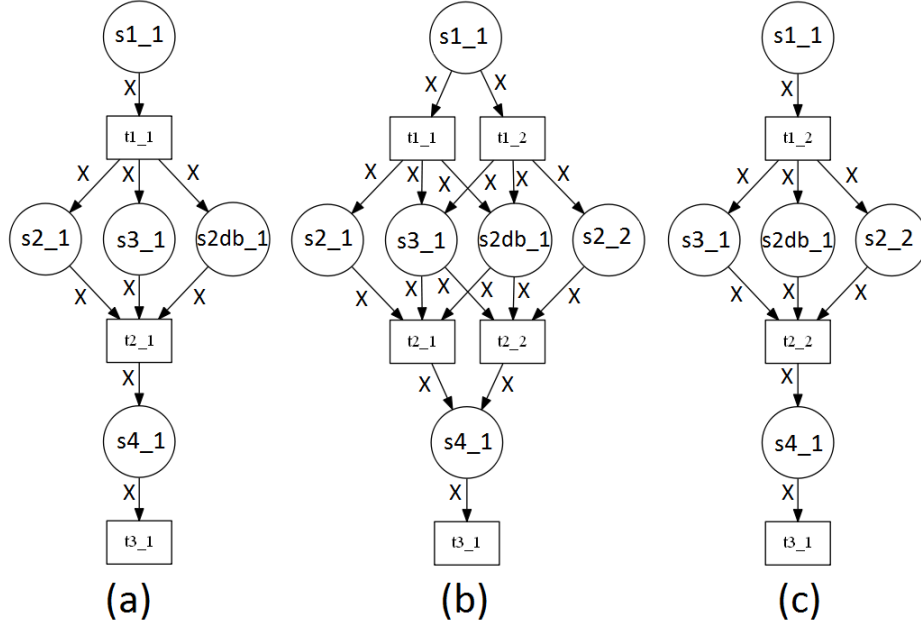 s1_1
X
t1_1
X X X
s2_1 s3_1 s2db_1
X X X
t2_1
X
s4_1
X
t3_1
(a)
s1_1
X X
t1_1 t1_2
X X X X X X
s2_1 s3_1 s2db_1 s2_2
X X X X X X
t2_1 t2_2
X X
s4_1
X
t3_1
(b)
s1_1
X
t1_2
X X X
s3_1 s2db_1 s2_2
X X X
t2_2
X
s4_1
X
t3_1
(c)